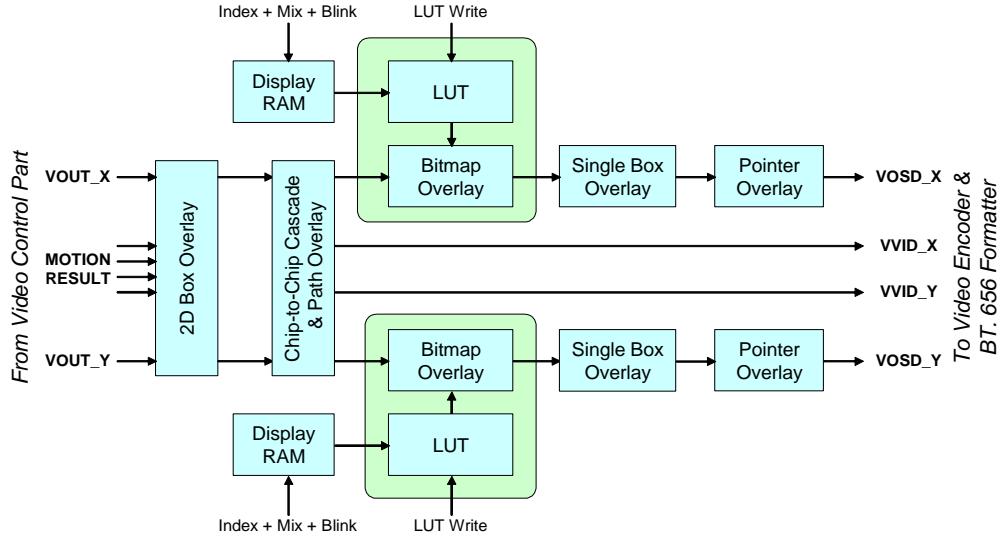 Index + Mix + Blink
LUT Write
Display
RAM
LUT
From Video Control Part
VOUT_X
Bitmap
Overlay
Single Box
Overlay
Pointer
Overlay
VOSD_X
2D Box Overlay
Chip-to-Chip Cascade
& Path Overlay
MOTION
RESULT
VVID_X
VVID_Y
To Video Encoder &
BT. 656 Formatter
VOUT_Y
Bitmap
Overlay
Single Box
Overlay
Pointer
Overlay
VOSD_Y
Display
RAM
LUT
Index + Mix + Blink
LUT Write